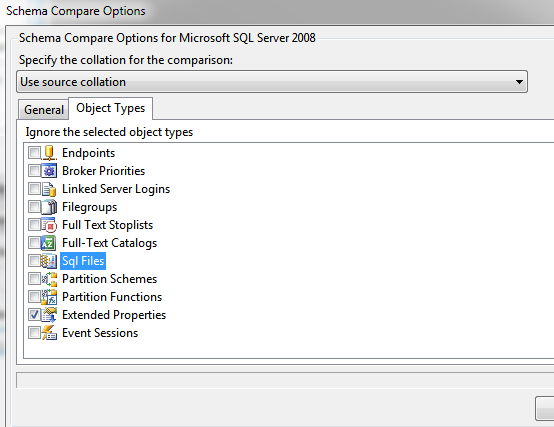 Schema Compare Options
Schema Compare Options for Microsoft SQL Server 2008
Specify the collation for the comparison:
Use source collation
General
Object Types
Ignore the selected object types
Endpoints
Broker Priorities
Linked Server Logins
Filegroups
Full Text Stoplists
Full-Text Catalogs
Sql Files
Partition Schemes
Partition Functions
Extended Properties
Event Sessions